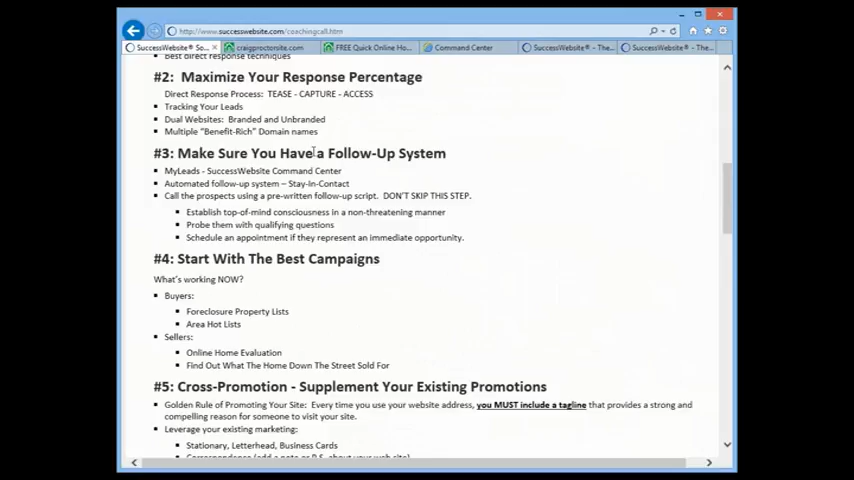 http://www.successwebsite.com/coachingcall.htm
SuccessWebsite® So...
craigproctorsite.com
FREE Quick Online Ho...
Command Center
SuccessWebsite® - The...
SuccessWebsite® - The...
Best direct response techniques
#2: Maximize Your Response Percentage
Direct Response Process: TEASE - CAPTURE - ACCESS
Tracking Your Leads
Dual Websites: Branded and Unbranded
Multiple “Benefit-Rich” Domain names
#3: Make Sure You Have a Follow-Up System
MyLeads - SuccessWebsite Command Center
Automated follow-up system – Stay-In-Contact
Call the prospects using a pre-written follow-up script. DON'T SKIP THIS STEP.
Establish top-of-mind consciousness in a non-threatening manner
Probe them with qualifying questions
Schedule an appointment if they represent an immediate opportunity.
#4: Start With The Best Campaigns
What's working NOW?
Buyers:
Foreclosure Property Lists
Area Hot Lists
Sellers:
Online Home Evaluation
Find Out What The Home Down The Street Sold For
#5: Cross-Promotion - Supplement Your Existing Promotions
Golden Rule of Promoting Your Site: Every time you use your website address, you MUST include a tagline that provides a strong and
compelling reason for someone to visit your site.
Leverage your existing marketing:
Stationary, Letterhead, Business Cards
Correspondence (add a note or P.S. about your web site)